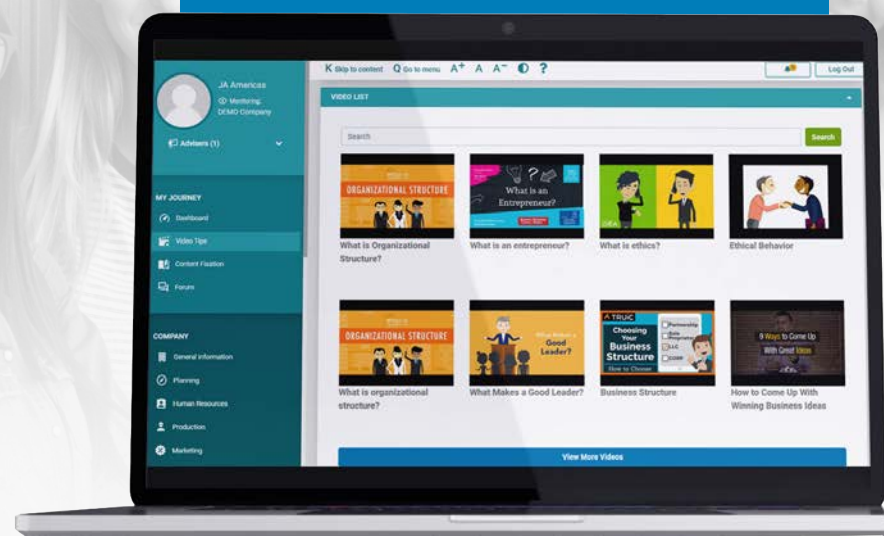 JA Americas
Mentoring:
DEMO Company
Advisers (1)
MY JOURNEY
Dashboard
Video Tips
Content Fixation
Forum
COMPANY
General Information
Planning
Human Resources
Production
Marketing
K Skip to content Q Go to menu A+ A A- ?
Log Out
VIDEO LIST
Search Search
ORGANIZATIONAL STRUCTURE
What is Organizational
Structure?
What is an
Entrepreneur?
What is an entrepreneur?
What is ethics?
Ethical Behavior
ORGANIZATIONAL STRUCTURE
What is organizational
structure?
What Makes a
Good
Leader?
What Makes a Good Leader?
TRUiC
Choosing
Your
Business
Structure
How to Choose
Partnership
Sole
LLC
CORP
Business Structure
9 Ways to Come Up
With Great Ideas
How to Come Up With
Winning Business Ideas
View More Videos